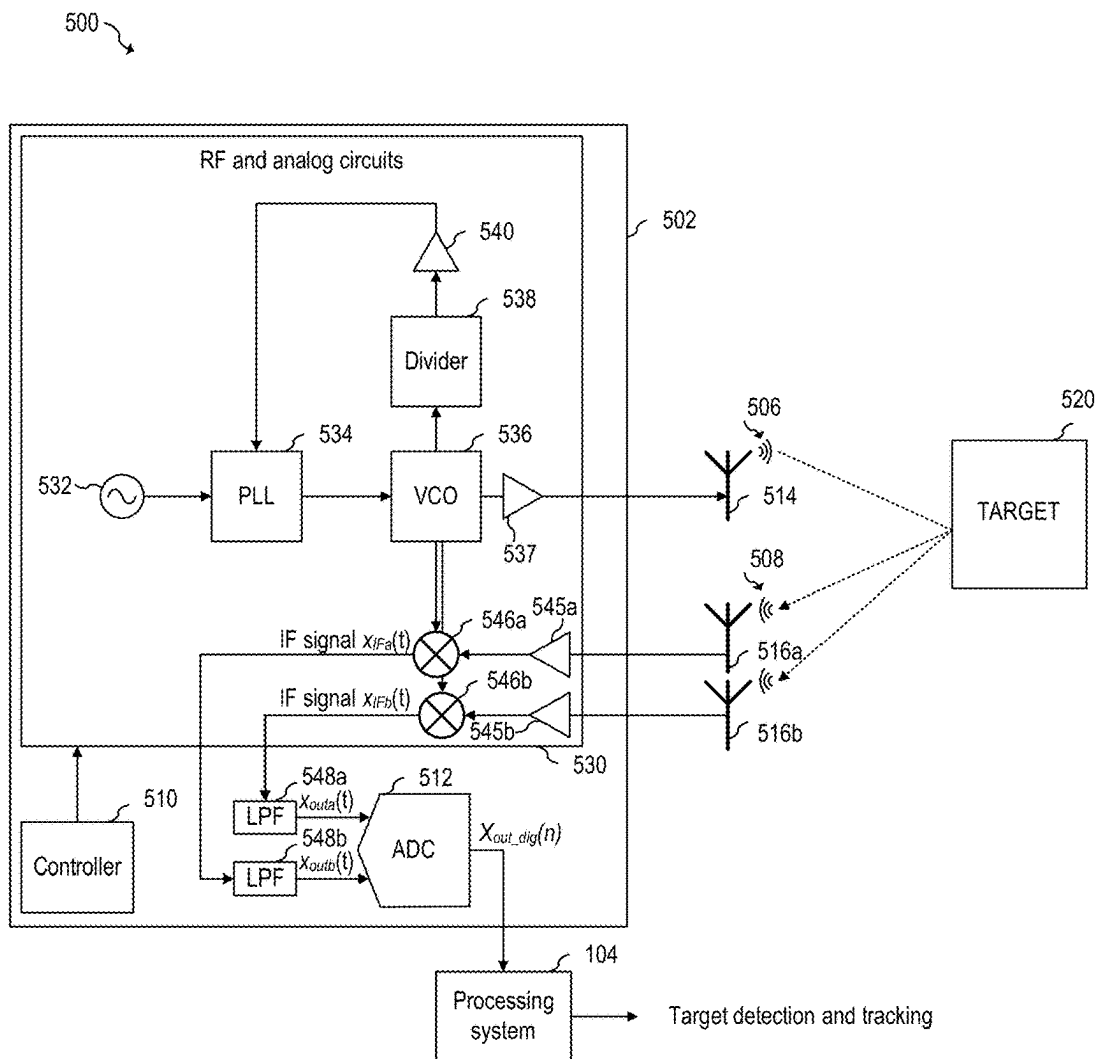 500
RF and analog circuits
502
540
538
Divider
532
534
PLL
536
VCO
537
506
514
520
TARGET
508
IF signal xIFa(t)
546a
545a
516a
IF signal xIFb(t)
546b
545b
516b
530
510
Controller
548a
LPF
xouta(t)
512
ADC
Xout_dig(n)
548b
LPF
xoutb(t)
104
Processing
system
Target detection and tracking